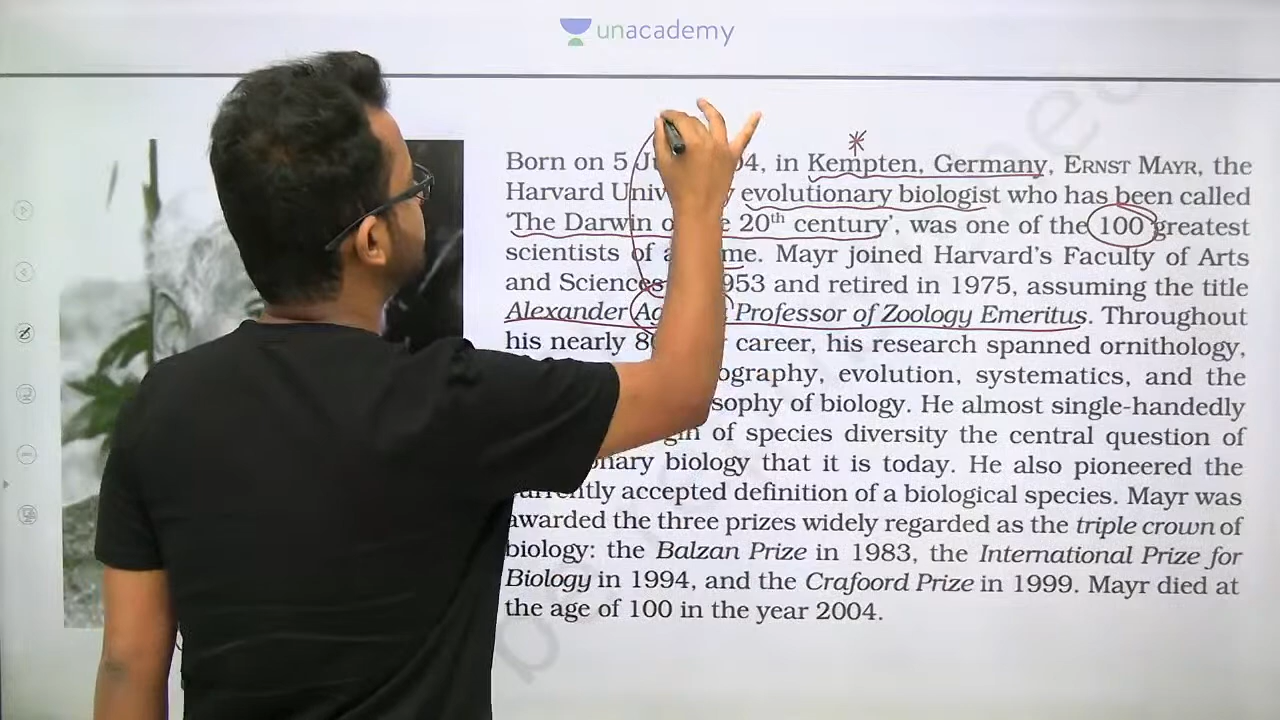 unacademy
Born on 5 04, in Kempten, Germany, ERNST MAYR, the
Harvard evolutionary biologist who has been called
‘The Darwin 20th century’, was one of the 100 greatest
scientists of me. Mayr joined Harvard's Faculty of Arts
and Sciences 953 and retired in 1975, assuming the title
Alexander Professor of Zoology Emeritus. Throughout
his nearly career, his research spanned ornithology,
ography, evolution, systematics, and the
sophy of biology. He almost single-handedly
of species diversity the central question of
onary biology that it is today. He also pioneered the
currently accepted definition of a biological species. Mayr was
awarded the three prizes widely regarded as the triple crown of
biology: the Balzan Prize in 1983, the International Prize for
Biology in 1994, and the Crafoord Prize in 1999. Mayr died at
the age of 100 in the year 2004.